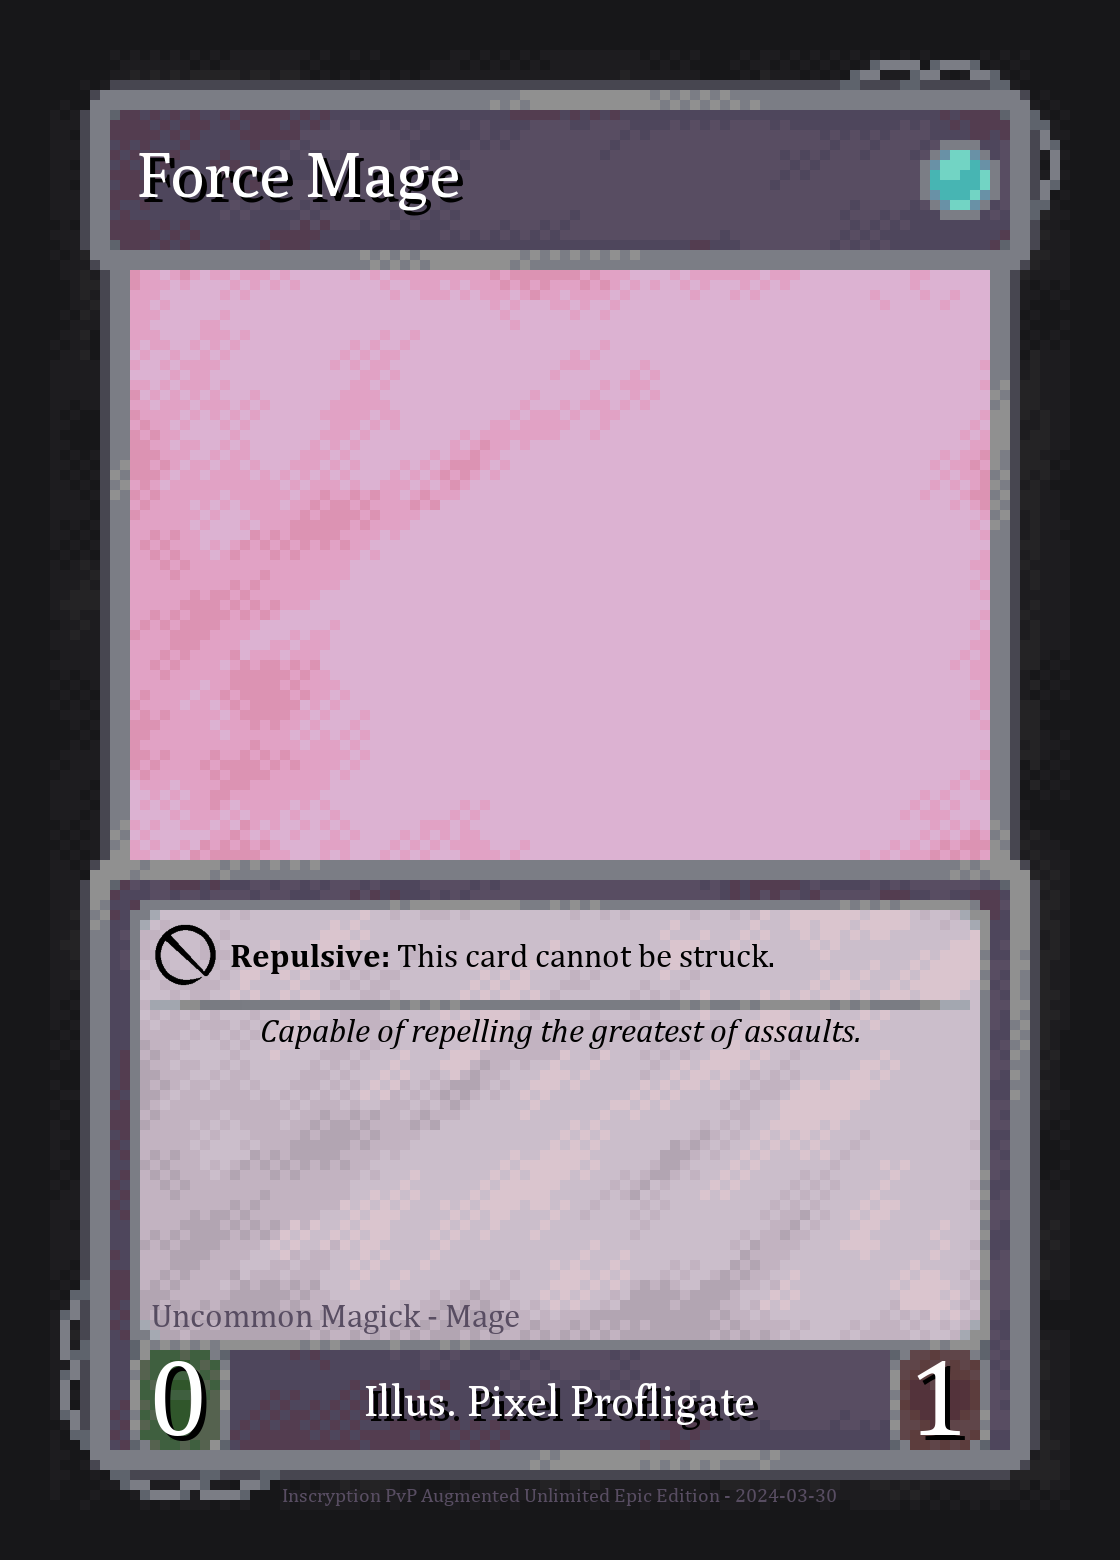 Force Mage
Repulsive: This card cannot be struck.
Capable of repelling the greatest of assaults.
Uncommon Magick - Mage
0
Illus. Pixel Profligate
1
Inscryption PvP Augmented Unlimited Epic Edition - 2024-03-30